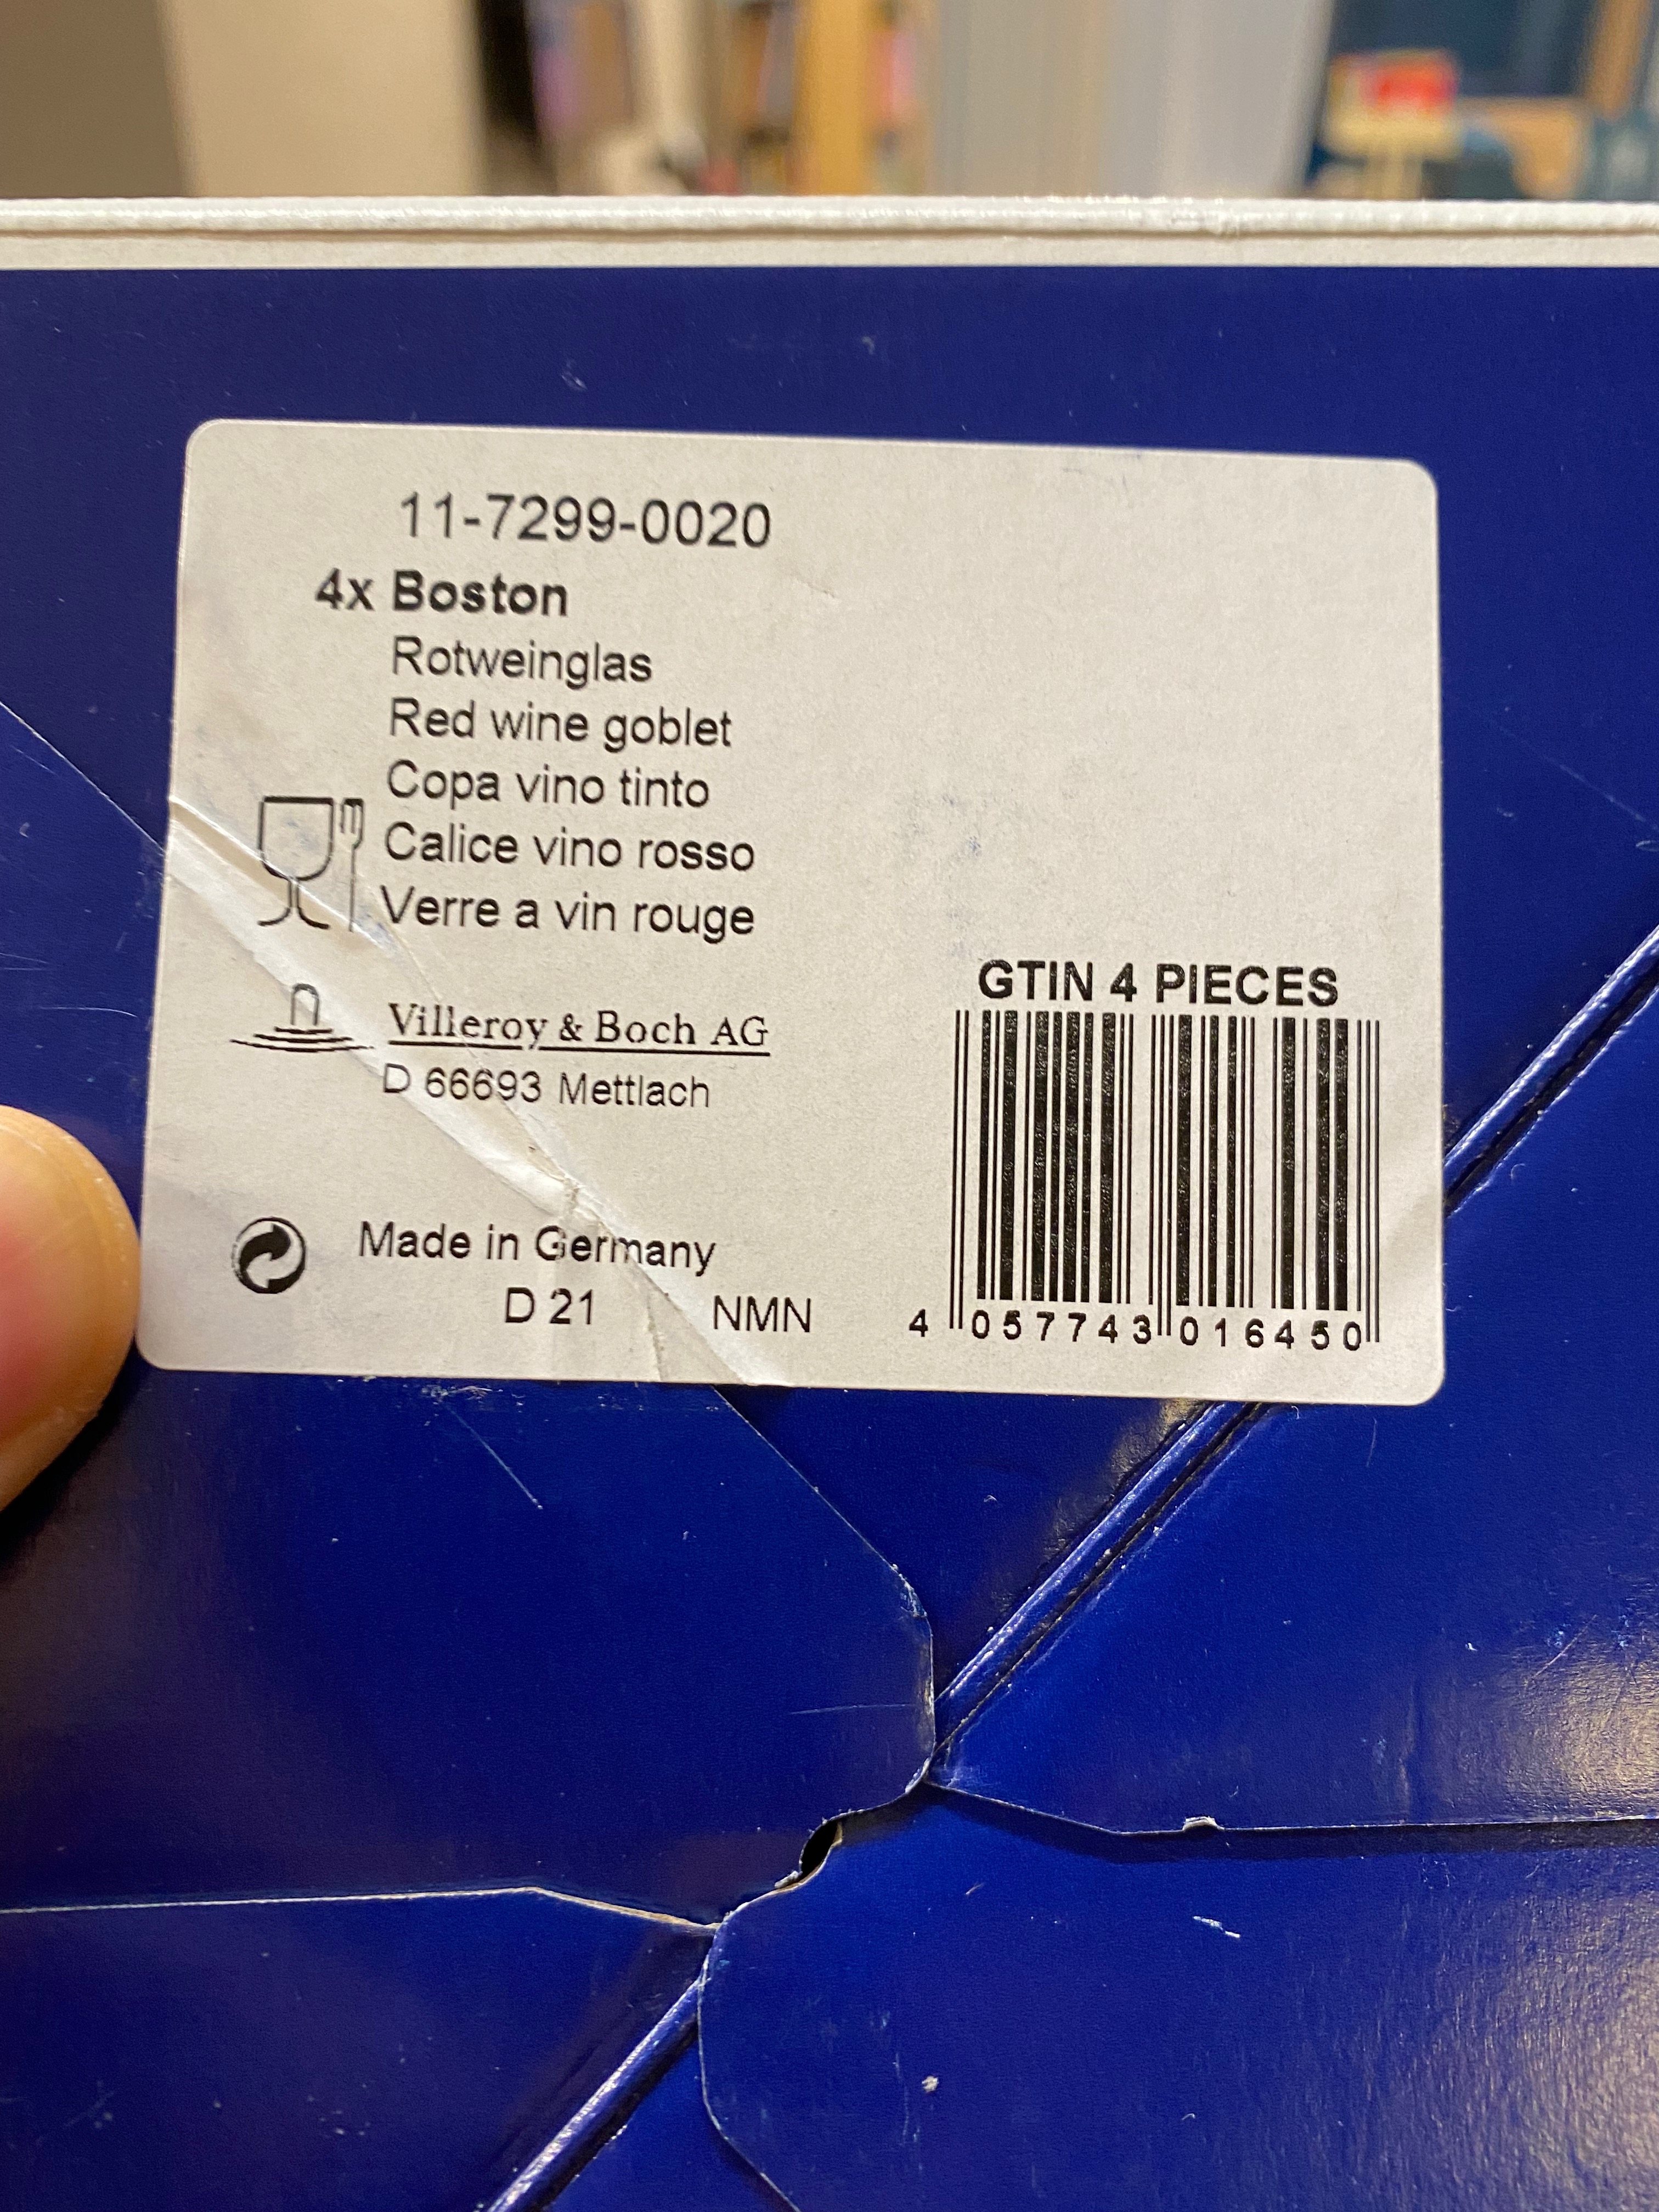 11-7299-0020
4x Boston
Rotweinglas
Red wine goblet
Copa vino tinto
Calice vino rosso
Verre a vin rouge
Villeroy & Boch AG
D 66693 Mettlach
Made in Germany
D 21 NMN
GTIN 4 PIECES
4 057743 016450